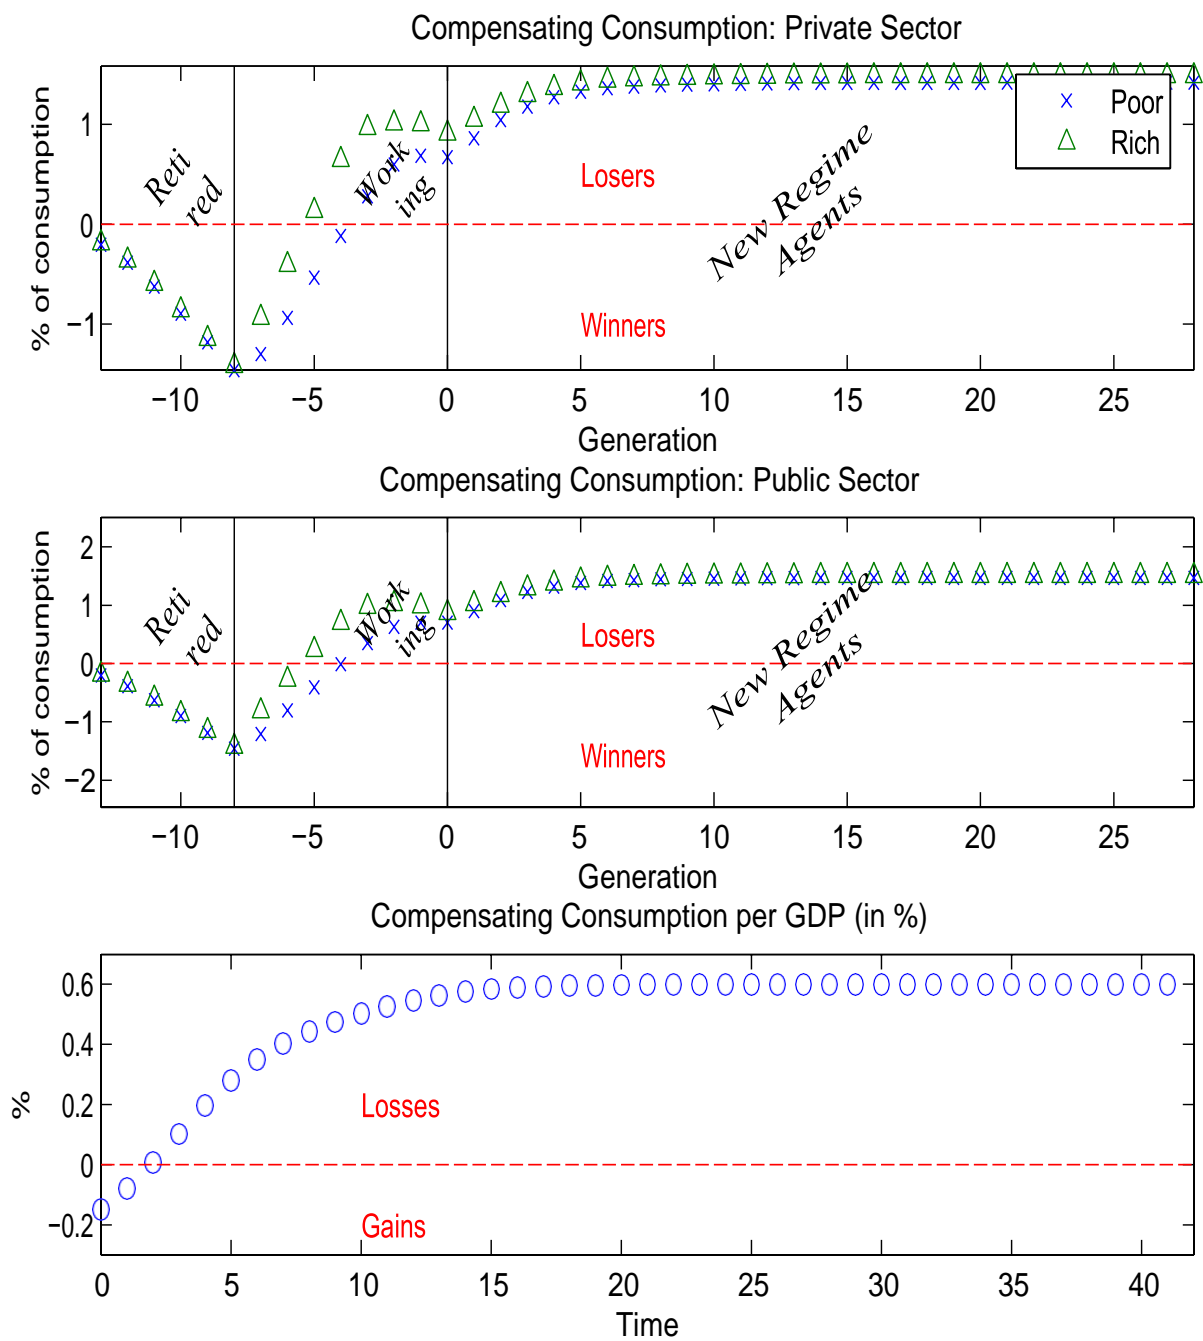 Compensating Consumption: Private Sector
% of consumption
1
0
−1
Reti
red
Work
ing
Losers
Winners
New Regime
Agents
Poor
Rich
−10 −5 0 5 10 15 20 25
Generation
Compensating Consumption: Public Sector
% of consumption
2
1
0
−1
−2
Reti
red
Work
ing
Losers
Winners
New Regime
Agents
−10 −5 0 5 10 15 20 25
Generation
Compensating Consumption per GDP (in %)
%
0.6
0.4
0.2
0
−0.2
Losses
Gains
0 5 10 15 20 25 30 35 40
Time